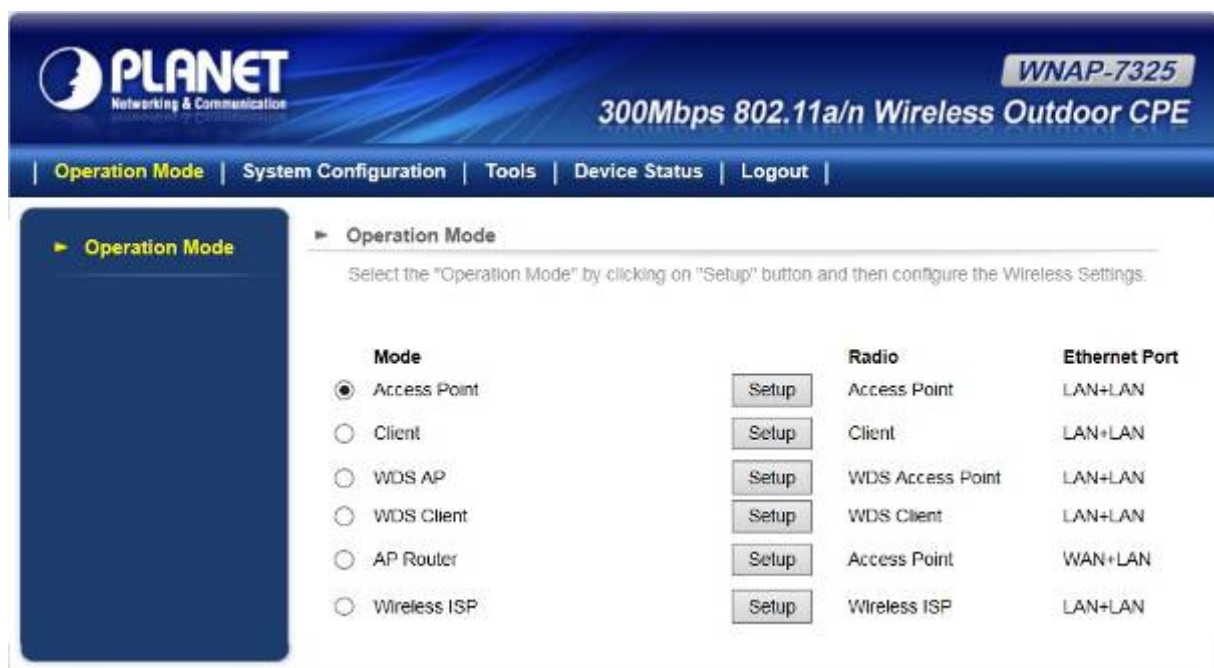 PLANET
Networking & Communication
WNAP-7325
300Mbps 802.11a/n Wireless Outdoor CPE
| Operation Mode | System Configuration | Tools | Device Status | Logout |
Operation Mode
Operation Mode
Select the "Operation Mode" by clicking on "Setup" button and then configure the Wireless Settings.
Mode Radio Ethernet Port
Access Point Setup Access Point LAN+LAN
Client Setup Client LAN+LAN
WDS AP Setup WDS Access Point LAN+LAN
WDS Client Setup WDS Client LAN+LAN
AP Router Setup Access Point WAN+LAN
Wireless ISP Setup Wireless ISP LAN+LAN